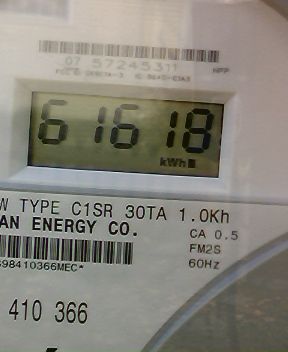 07 57245311
61618
kWh
W TYPE C1SR 30TA 1.0Kh
AN ENERGY CO.
CA 0.5
FM2S
60Hz
98410366MEC*
410 366